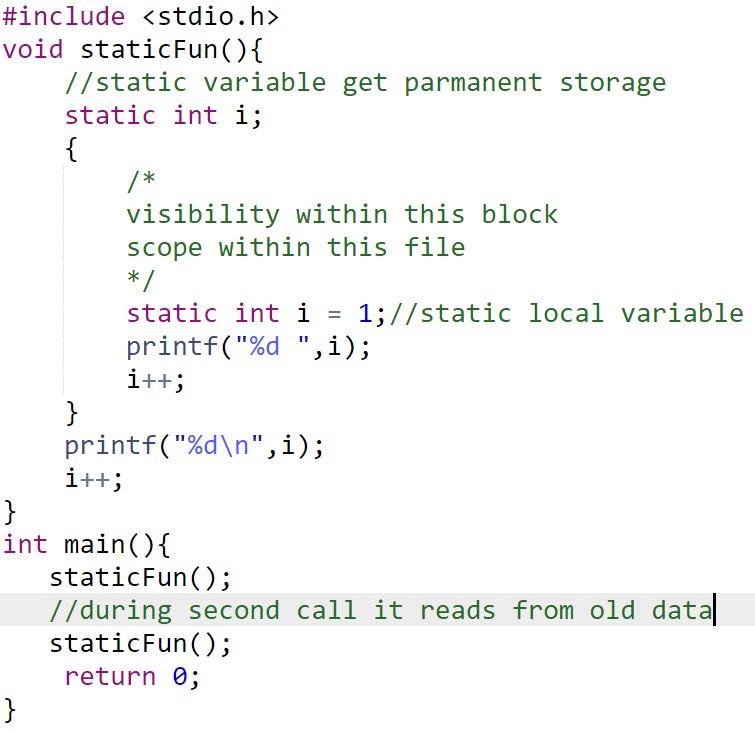 #include <stdio.h>
void staticFun(){
    //static variable get parmanent storage
    static int i;
    {
        /*
        visibility within this block
        scope within this file
        */
        static int i = 1;//static local variable
        printf("%d ",i);
        i++;
    }
    printf("%d\n",i);
    i++;
}
int main(){
   staticFun();
   //during second call it reads from old data
   staticFun();
    return 0;
}